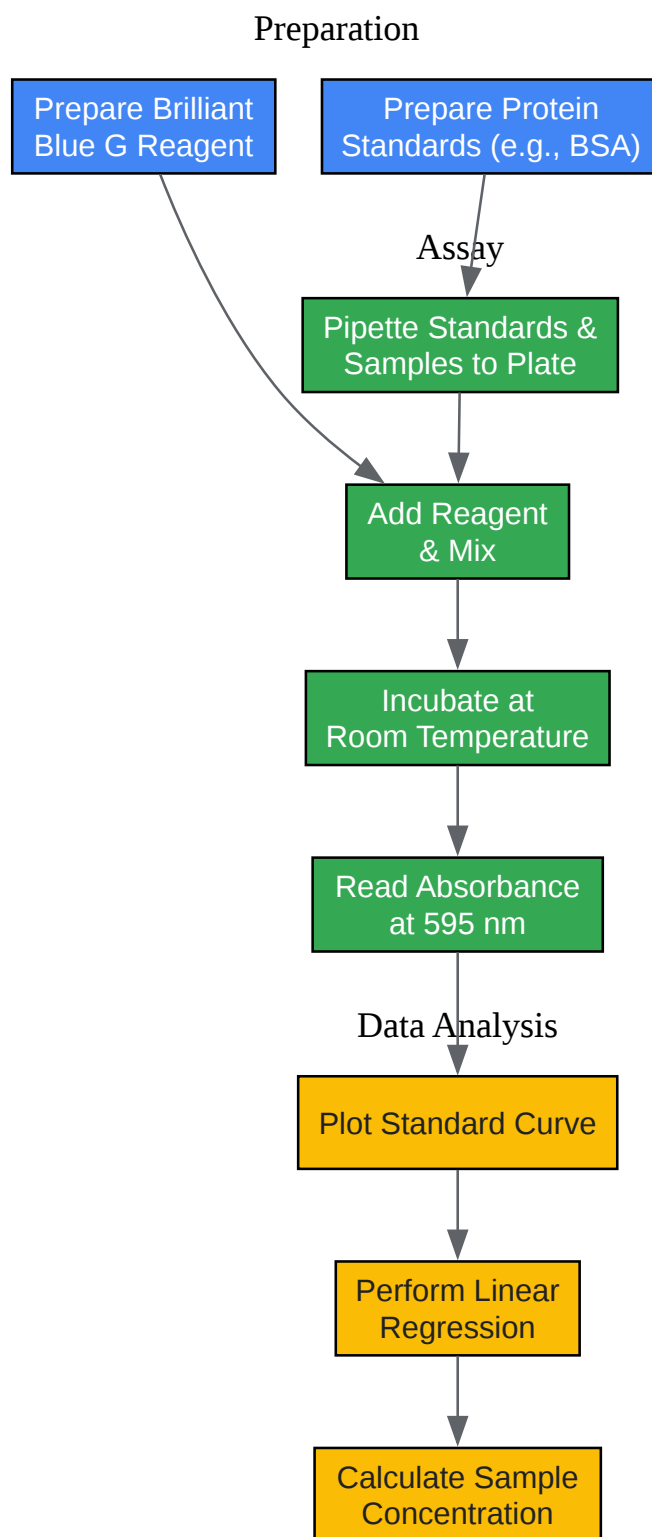 Preparation
Prepare Brilliant
Blue G Reagent
Prepare Protein
Standards (e.g., BSA)
Assay
Pipette Standards &
Samples to Plate
Add Reagent
& Mix
Incubate at
Room Temperature
Read Absorbance
at 595 nm
Data Analysis
Plot Standard Curve
Perform Linear
Regression
Calculate Sample
Concentration